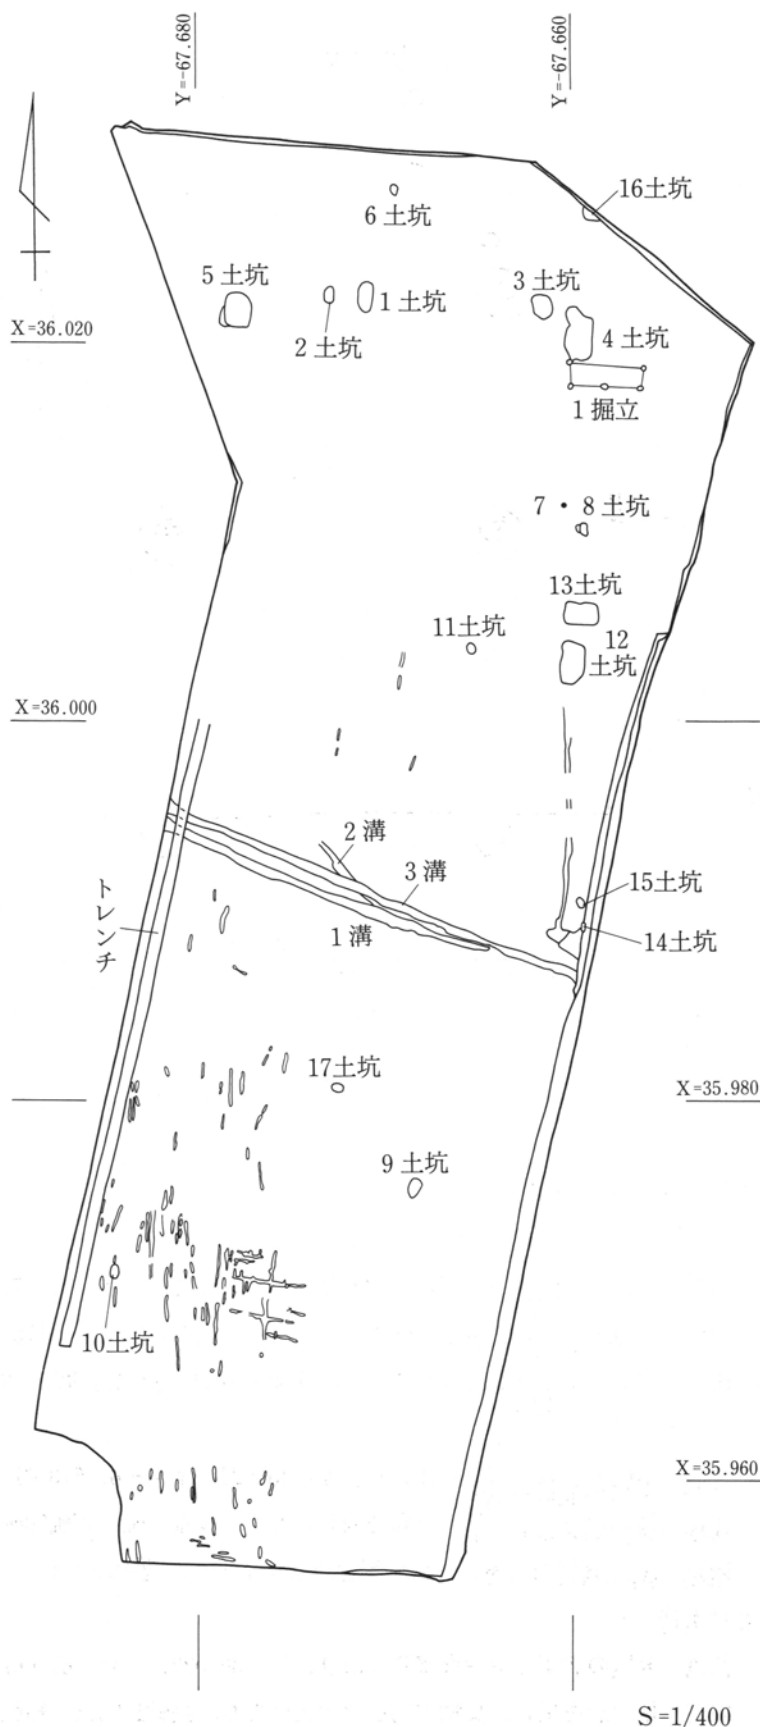 Y=-67.680
Y=-67.660
16土坑
6 土坑
5 土坑
1 土坑
3 土坑
X=36.020
2 土坑
4 土坑
1 掘立
7 ・ 8 土坑
13土坑
11土坑
12
土坑
X=36.000
2 溝
3 溝
15土坑
トレンチ
1 溝
14土坑
17土坑
X=35.980
9 土坑
10土坑
X=35.960
S=1/400